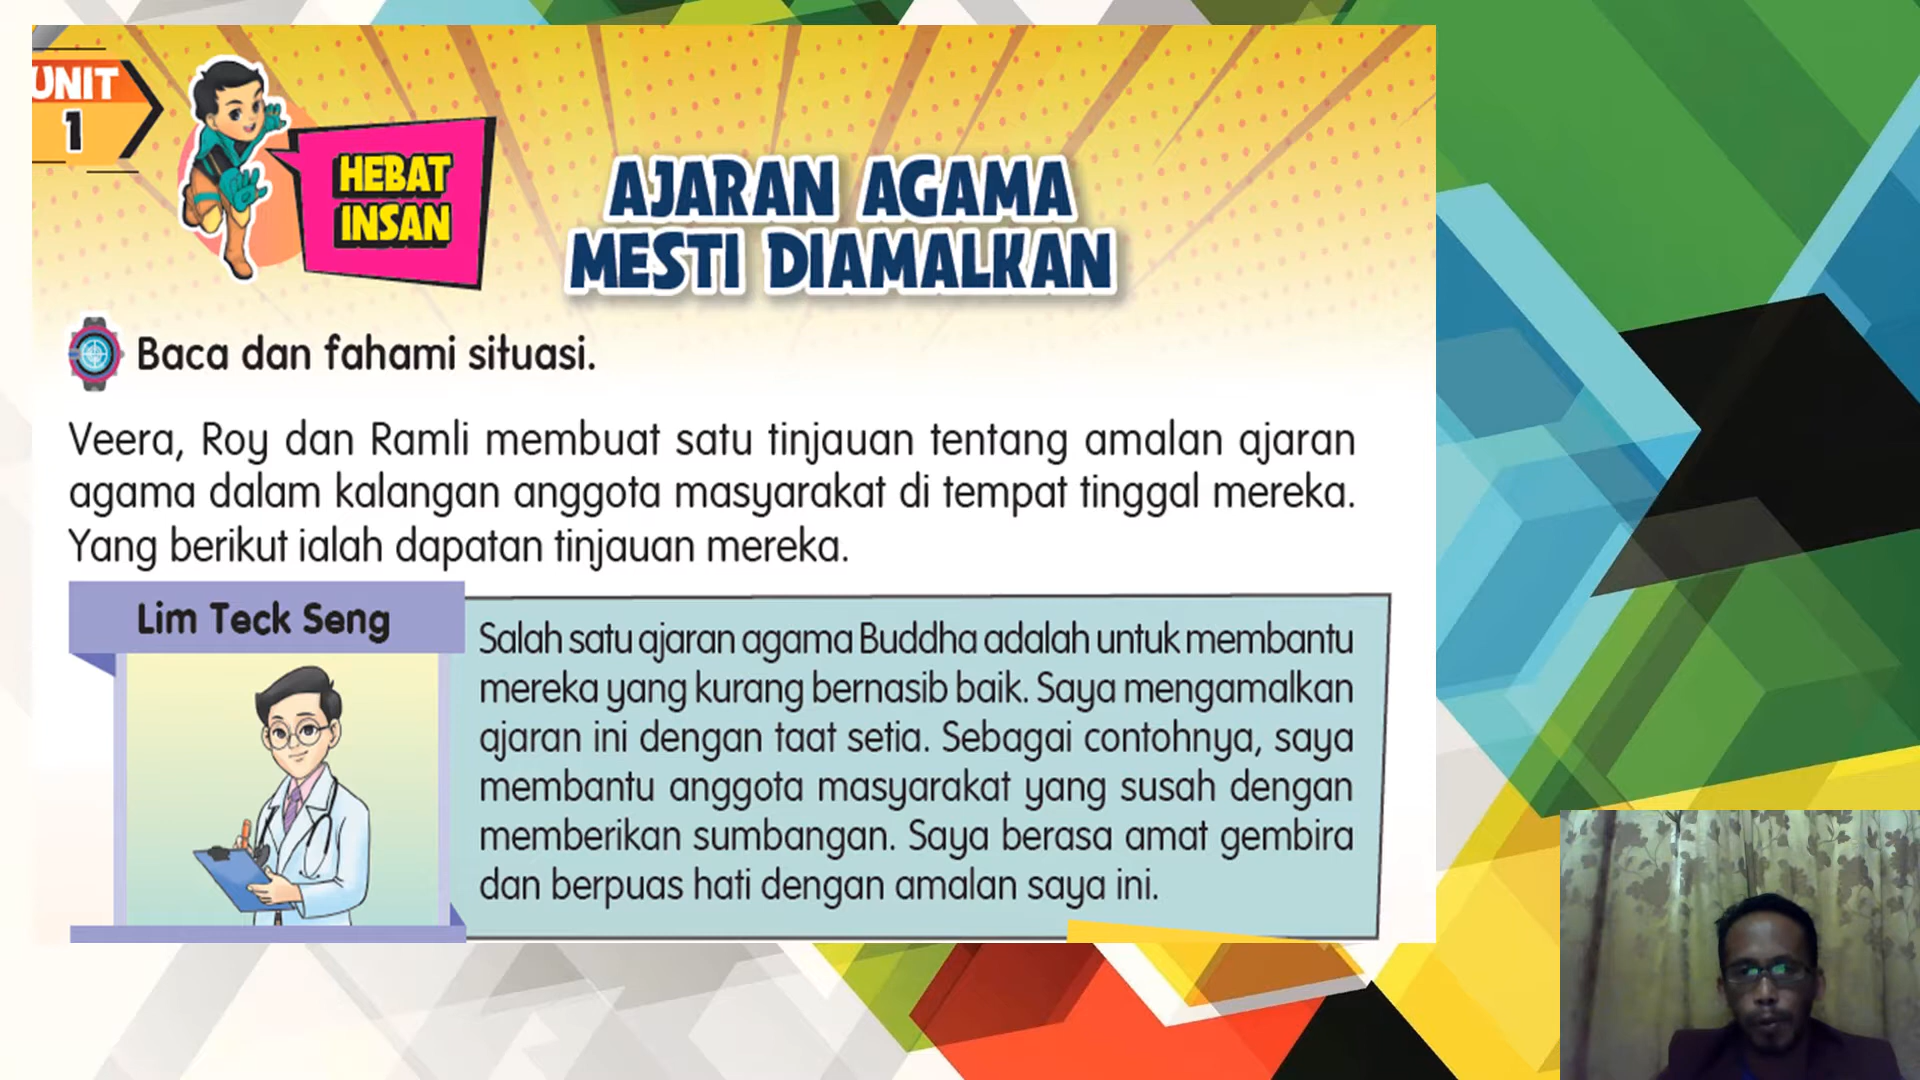 UNIT
1
HEBAT
INSAN
AJARAN AGAMA
MESTI DIAMALKAN
Baca dan fahami situasi.
Veera, Roy dan Ramli membuat satu tinjauan tentang amalan ajaran
agama dalam kalangan anggota masyarakat di tempat tinggal mereka.
Yang berikut ialah dapatan tinjauan mereka.
Lim Teck Seng
Salah satu ajaran agama Buddha adalah untuk membantu
mereka yang kurang bernasib baik. Saya mengamalkan
ajaran ini dengan taat setia. Sebagai contohnya, saya
membantu anggota masyarakat yang susah dengan
memberikan sumbangan. Saya berasa amat gembira
dan berpuas hati dengan amalan saya ini.